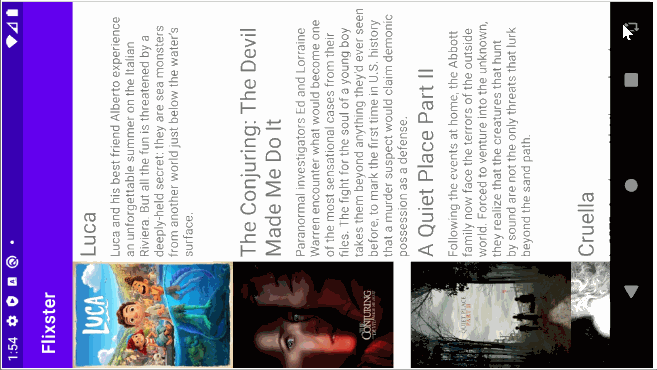 1:54
Flixster
LUCA
Luca
Luca and his best friend Alberto experience
an unforgettable summer on the Italian
Riviera. But all the fun is threatened by a
deeply-held secret: they are sea monsters
from another world just below the water's
surface.
THE
CONJURING
The Conjuring: The Devil
Made Me Do It
Paranormal investigators Ed and Lorraine
Warren encounter what would become one
of the most sensational cases from their
files. The fight for the soul of a young boy
takes them beyond anything they'd ever seen
before, to mark the first time in U.S. history
that a murder suspect would claim demonic
possession as a defense.
A Quiet Place Part II
Following the events at home, the Abbott
family now face the terrors of the outside
world. Forced to venture into the unknown,
they realize that the creatures that hunt
by sound are not the only threats that lurk
beyond the sand path.
Cruella